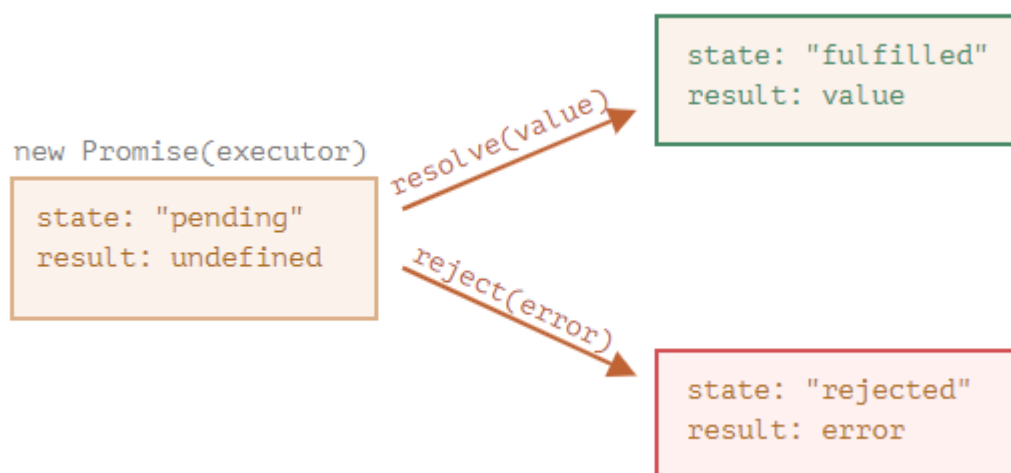 new Promise(executor)
state: "pending"
result: undefined
resolve(value)
state: "fulfilled"
result: value
reject(error)
state: "rejected"
result: error